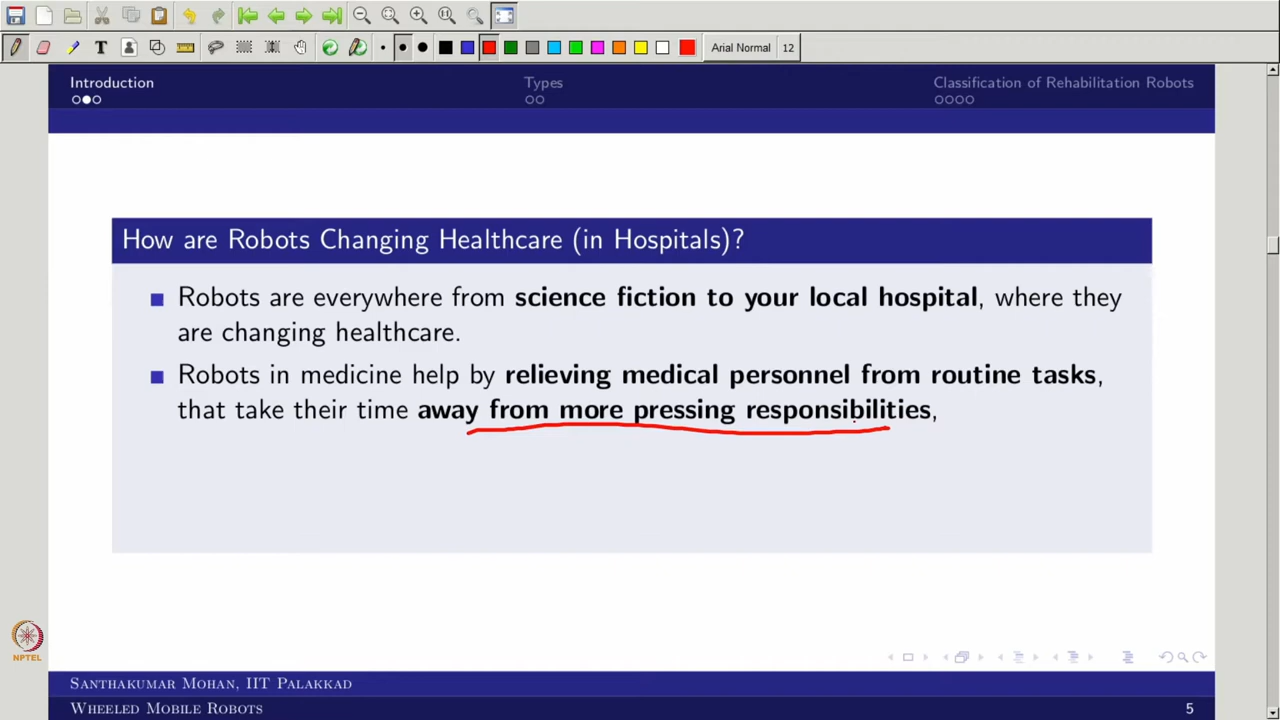 Arial Normal 12
Introduction Types Classification of Rehabilitation Robots
How are Robots Changing Healthcare (in Hospitals)?
Robots are everywhere from science fiction to your local hospital, where they
are changing healthcare.
Robots in medicine help by relieving medical personnel from routine tasks,
that take their time away from more pressing responsibilities,
NPTEL
Santhakumar Mohan, IIT Palakkad
Wheeled Mobile Robots 5